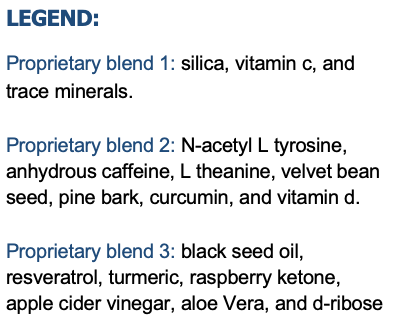 LEGEND:
Proprietary blend 1: silica, vitamin c, and
trace minerals.
Proprietary blend 2: N-acetyl L tyrosine,
anhydrous caffeine, L theanine, velvet bean
seed, pine bark, curcumin, and vitamin d.
Proprietary blend 3: black seed oil,
resveratrol, turmeric, raspberry ketone,
apple cider vinegar, aloe Vera, and d-ribose